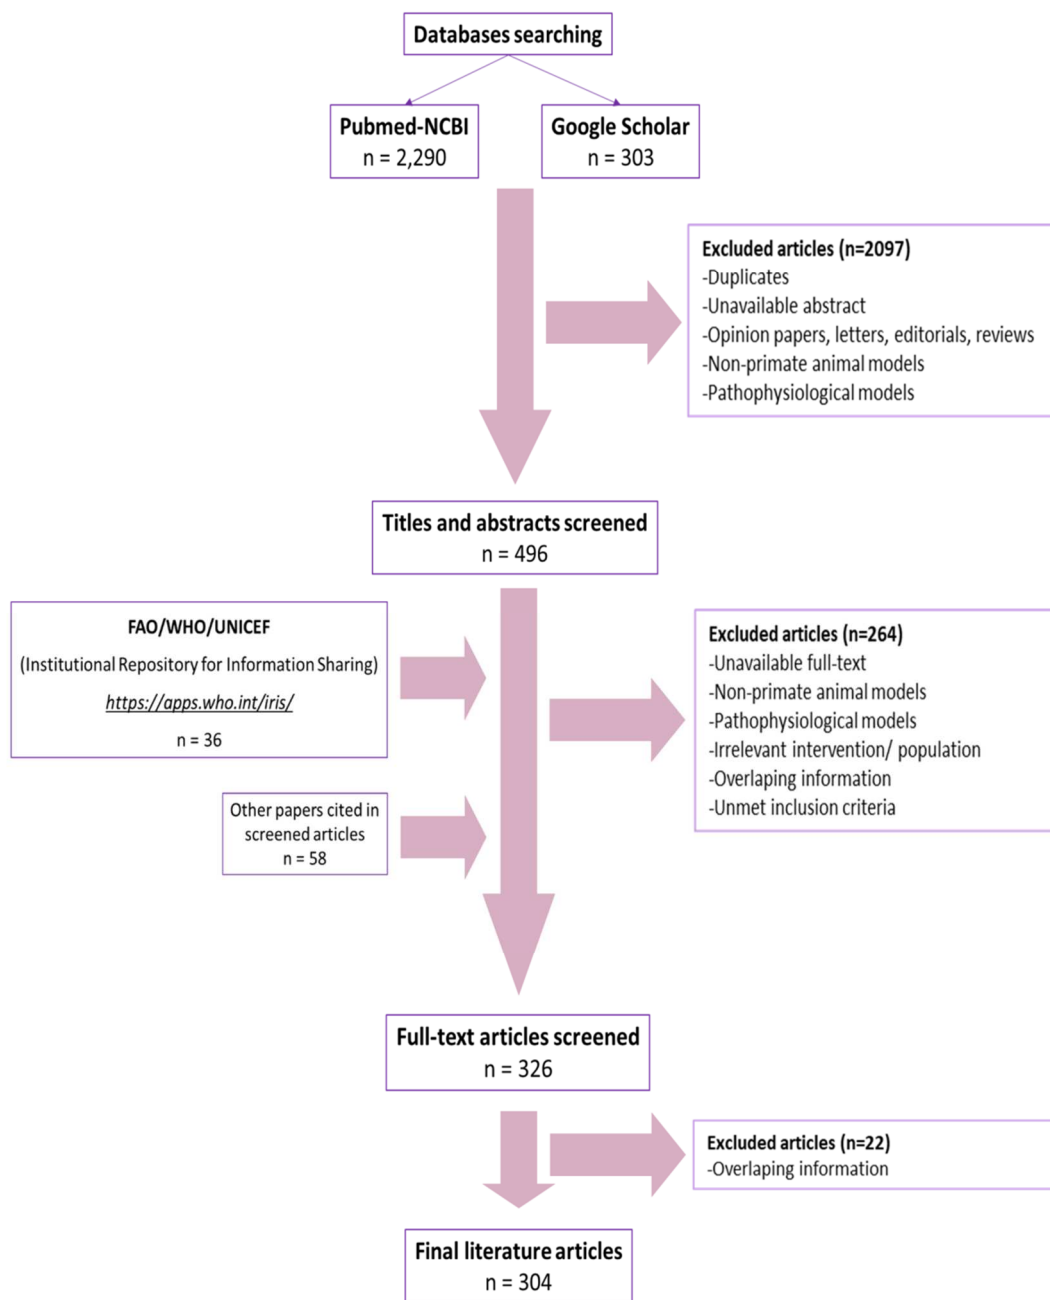 Databases searching
Pubmed-NCBI
n = 2,290
Google Scholar
n = 303
Excluded articles (n=2097)
-Duplicates
-Unavailable abstract
-Opinion papers, letters, editorials, reviews
-Non-primate animal models
-Pathophysiological models
Titles and abstracts screened
n = 496
FAO/WHO/UNICEF
(Institutional Repository for Information Sharing)
https://apps.who.int/iris/
n = 36
Excluded articles (n=264)
-Unavailable full-text
-Non-primate animal models
-Pathophysiological models
-Irrelevant intervention/ population
-Overlaping information
-Unmet inclusion criteria
Other papers cited in
screened articles
n = 58
Full-text articles screened
n = 326
Excluded articles (n=22)
-Overlaping information
Final literature articles
n = 304